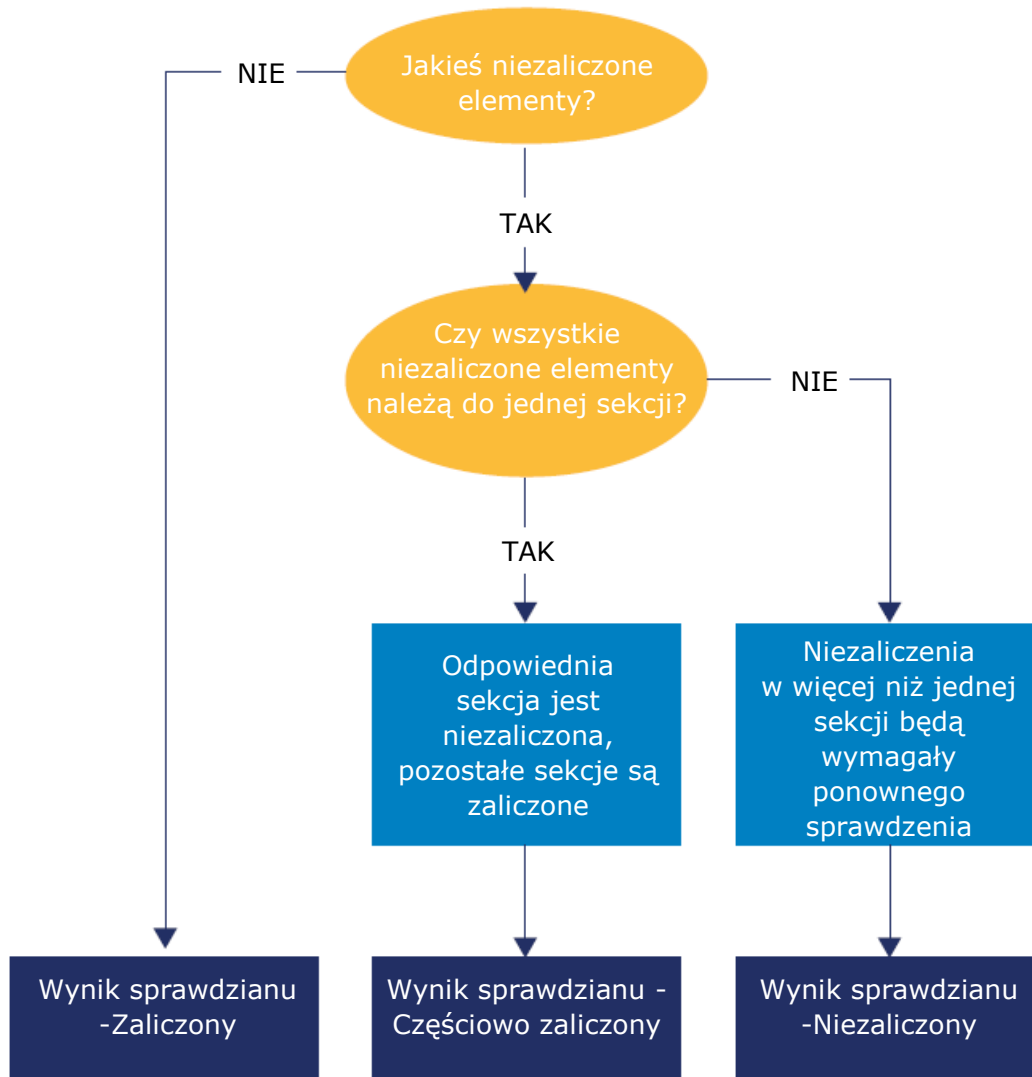 Jakieś niezaliczone
elementy?
NIE
TAK
Czy wszystkie
niezaliczone elementy
należą do jednej sekcji?
NIE
TAK
Odpowiednia
sekcja jest
niezaliczona,
pozostałe sekcje są
zaliczone
Niezaliczenia
w więcej niż jednej
sekcji będą
wymagały
ponownego
sprawdzenia
Wynik sprawdzianu
-Zaliczony
Wynik sprawdzianu -
Częściowo zaliczony
Wynik sprawdzianu
-Niezaliczony